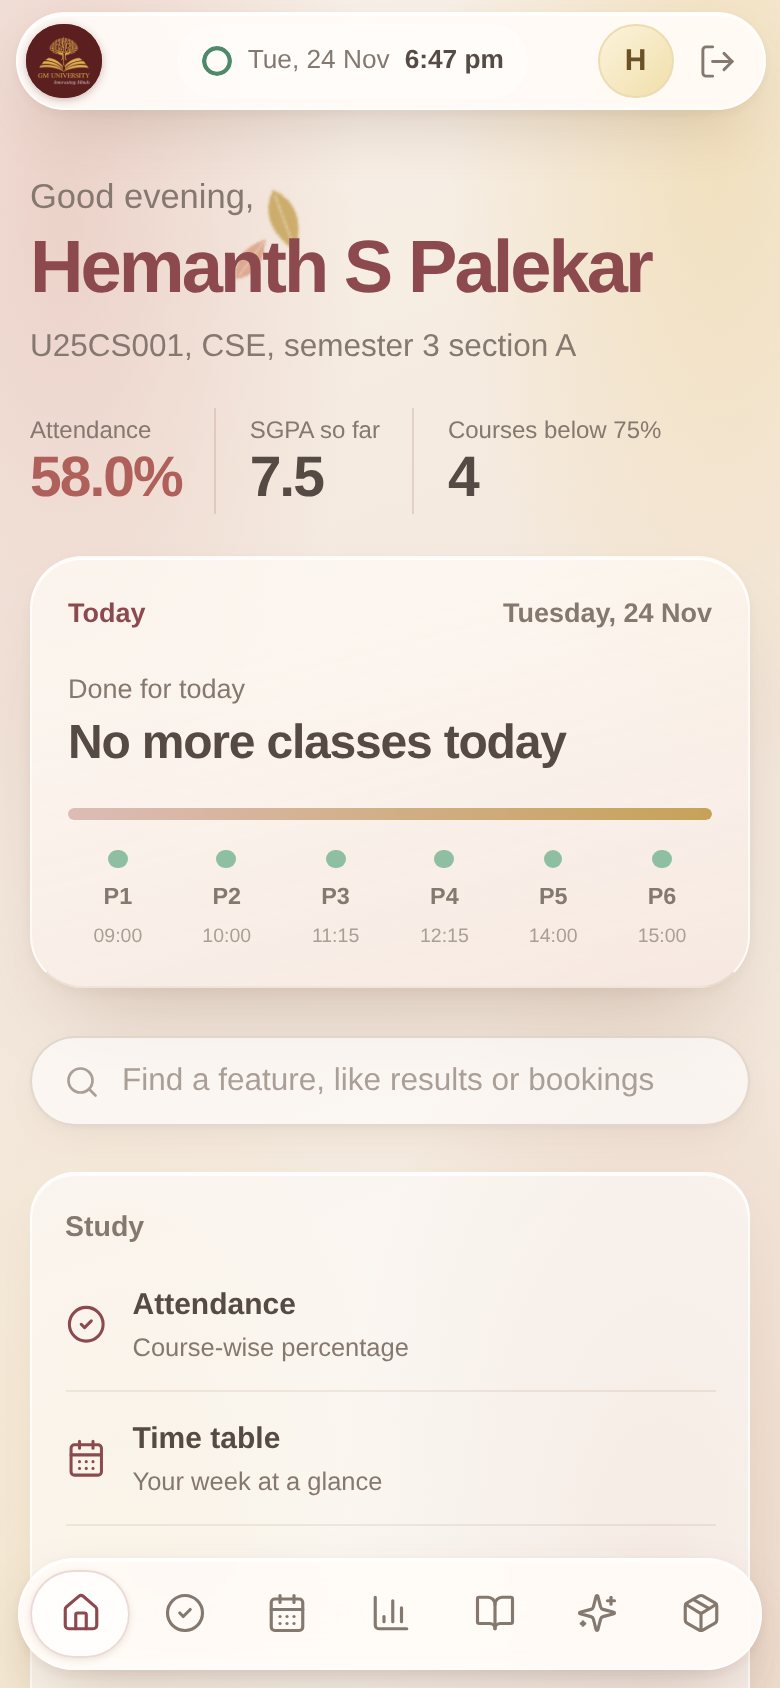 GM UNIVERSITY
Tue, 24 Nov 6:47 pm
H
Good evening,
Hemanth S Palekar
U25CS001, CSE, semester 3 section A
Attendance SGPA so far Courses below 75%
58.0% 7.5 4
Today Tuesday, 24 Nov
Done for today
No more classes today
P1 P2 P3 P4 P5 P6
09:00 10:00 11:15 12:15 14:00 15:00
Find a feature, like results or bookings
Study
Attendance
Course-wise percentage
Time table
Your week at a glance